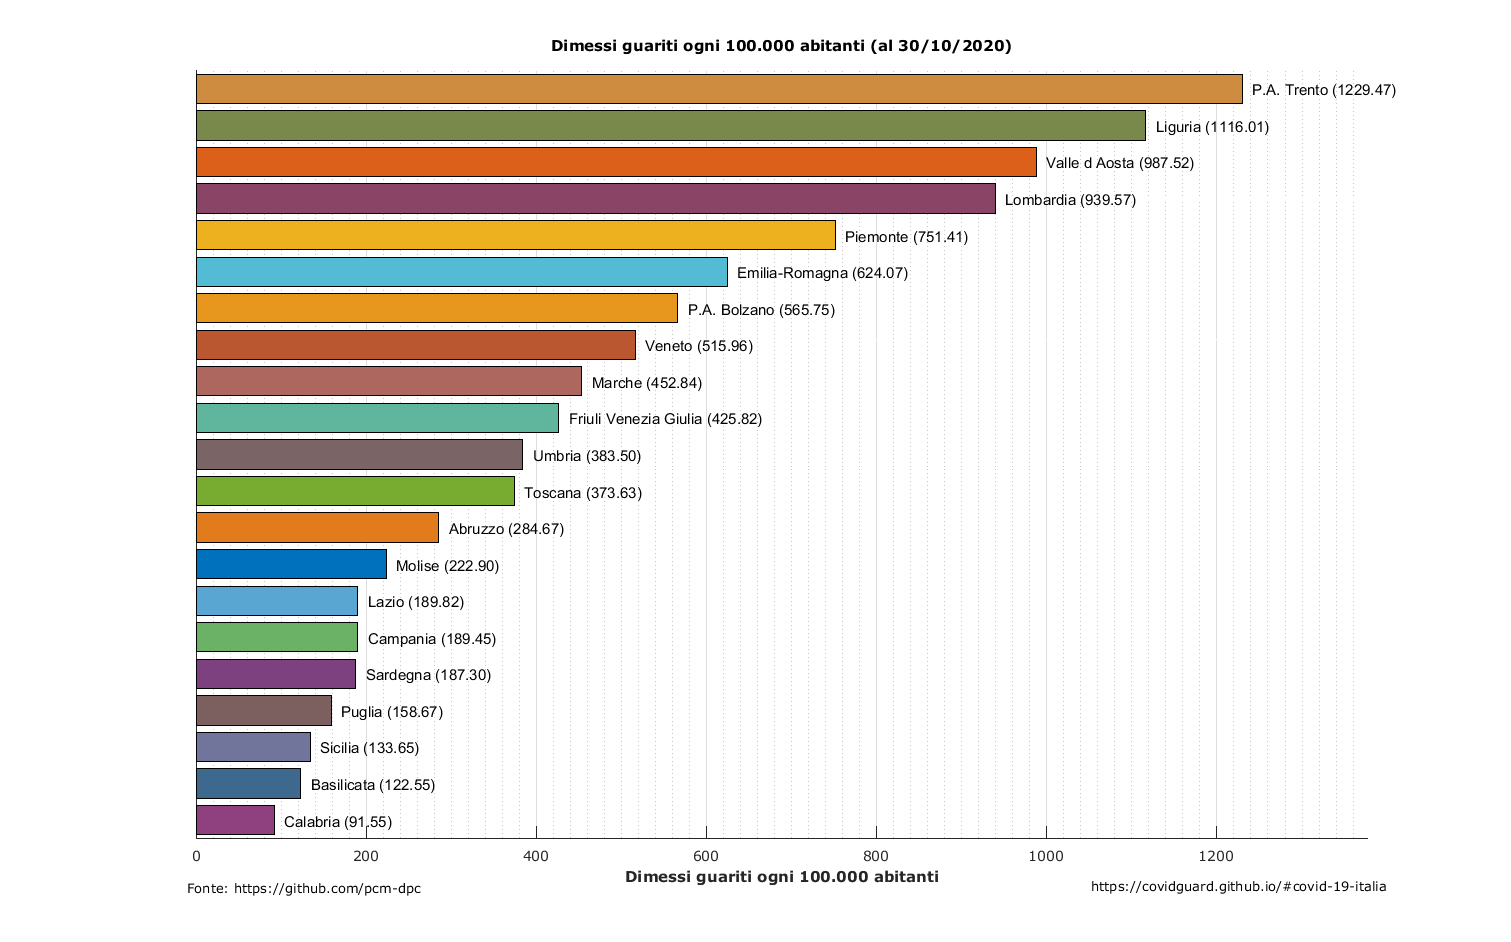 Dimessi guariti ogni 100.000 abitanti (al 30/10/2020)
P.A. Trento (1229.47)
Liguria (1116.01)
Valle d Aosta (987.52)
Lombardia (939.57)
Piemonte (751.41)
Emilia-Romagna (624.07)
P.A. Bolzano (565.75)
Veneto (515.96)
Marche (452.84)
Friuli Venezia Giulia (425.82)
Umbria (383.50)
Toscana (373.63)
Abruzzo (284.67)
Molise (222.90)
Lazio (189.82)
Campania (189.45)
Sardegna (187.30)
Puglia (158.67)
Sicilia (133.65)
Basilicata (122.55)
Calabria (91.55)
0 200 400 600 800 1000 1200
Dimessi guariti ogni 100.000 abitanti
Fonte: https://github.com/pcm-dpc
https://covidguard.github.io/#covid-19-italia